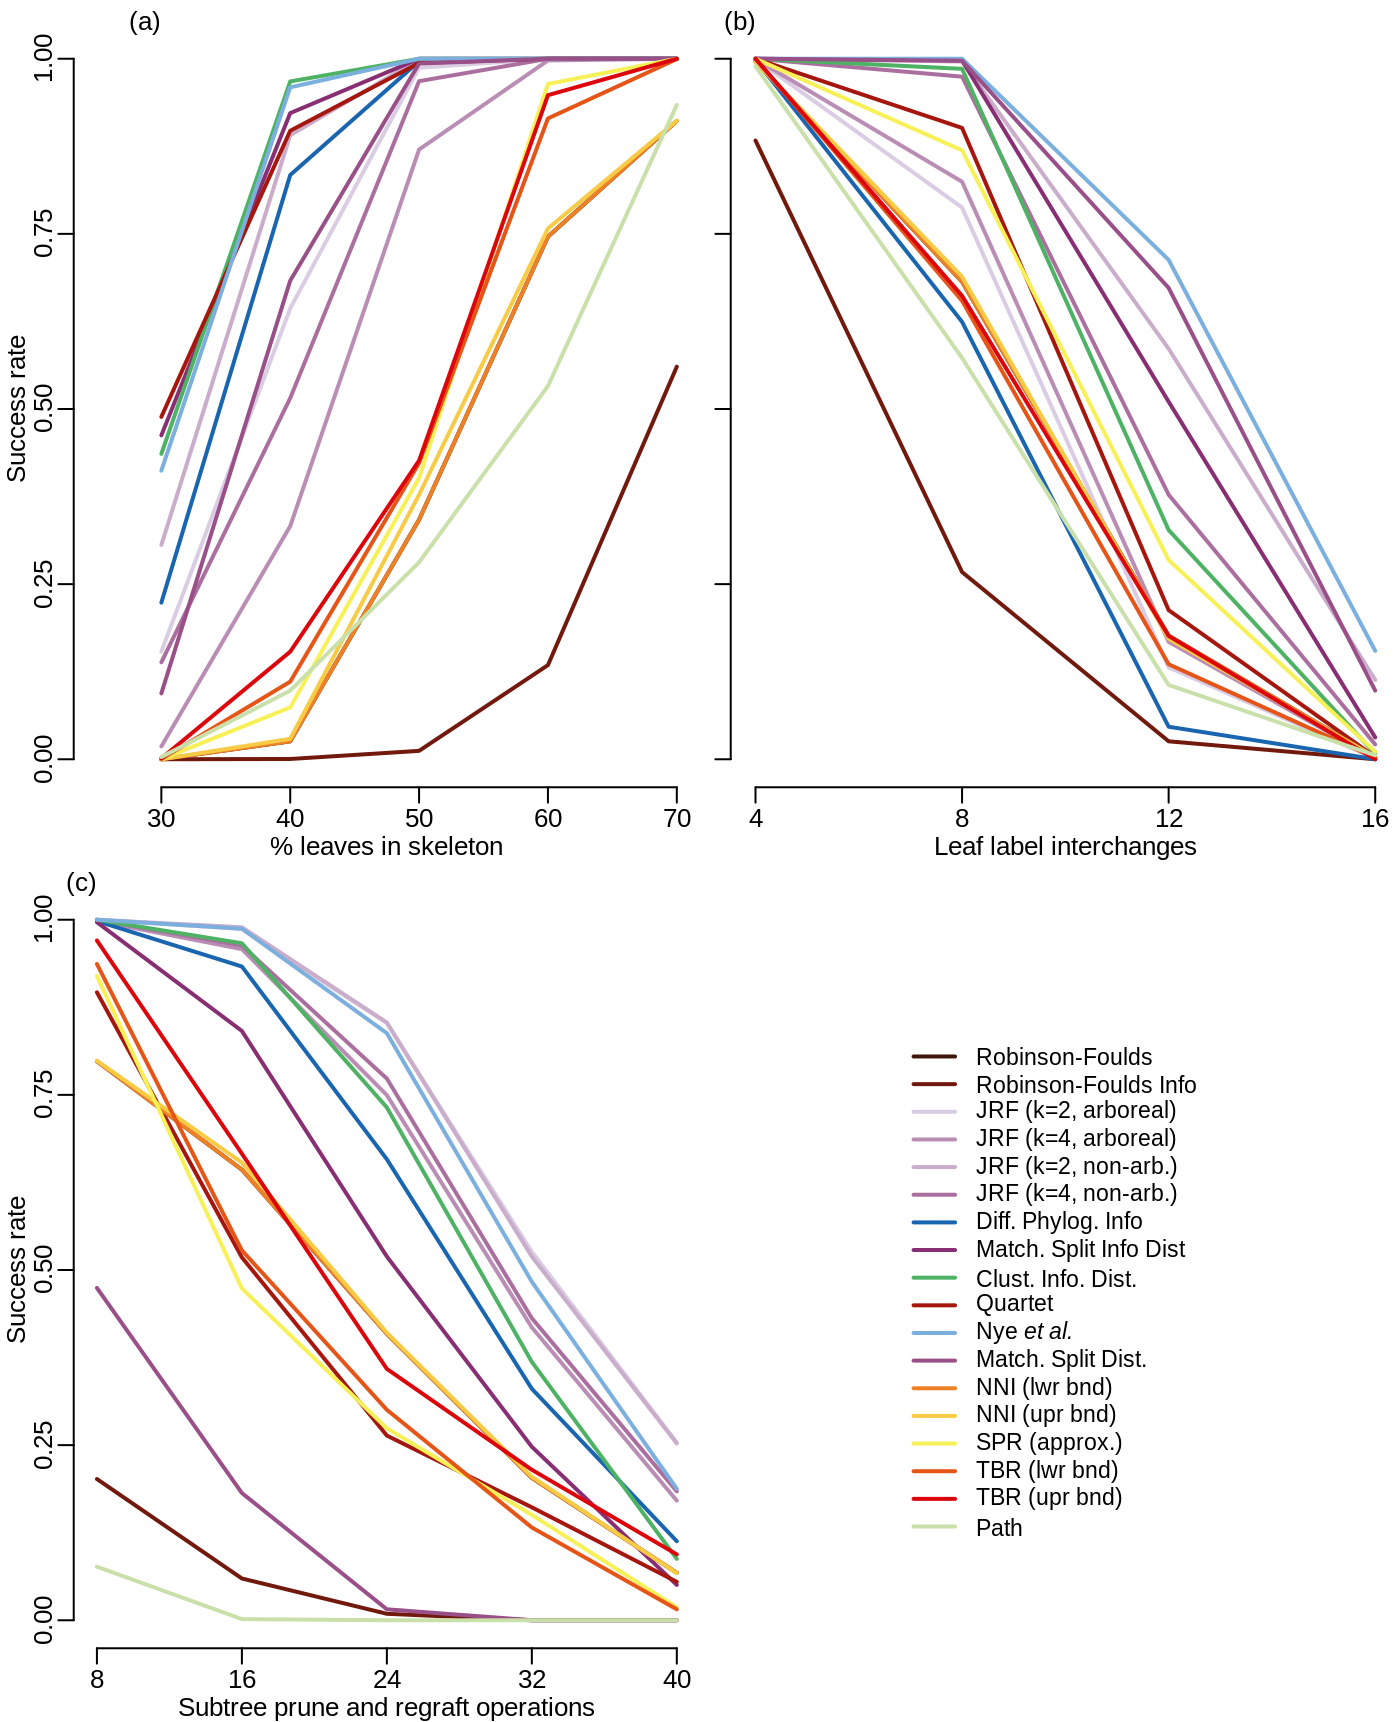 (a)
1.00
0.75
0.50
0.25
0.00
Success rate
30 40 50 60 70
% leaves in skeleton
(b)
4 8 12 16
Leaf label interchanges
(c)
1.00
0.75
0.50
0.25
0.00
Success rate
8 16 24 32 40
Subtree prune and regraft operations
Robinson-Foulds
Robinson-Foulds Info
JRF (k=2, arboreal)
JRF (k=4, arboreal)
JRF (k=2, non-arb.)
JRF (k=4, non-arb.)
Diff. Phylog. Info
Match. Split Info Dist
Clust. Info. Dist.
Quartet
Nye et al.
Match. Split Dist.
NNI (lwr bnd)
NNI (upr bnd)
SPR (approx.)
TBR (lwr bnd)
TBR (upr bnd)
Path